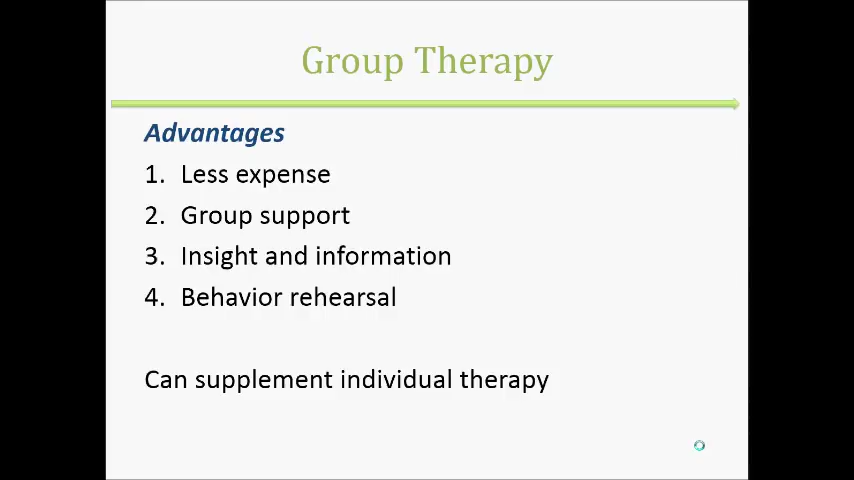 Group Therapy
Advantages
1. Less expense
2. Group support
3. Insight and information
4. Behavior rehearsal
Can supplement individual therapy